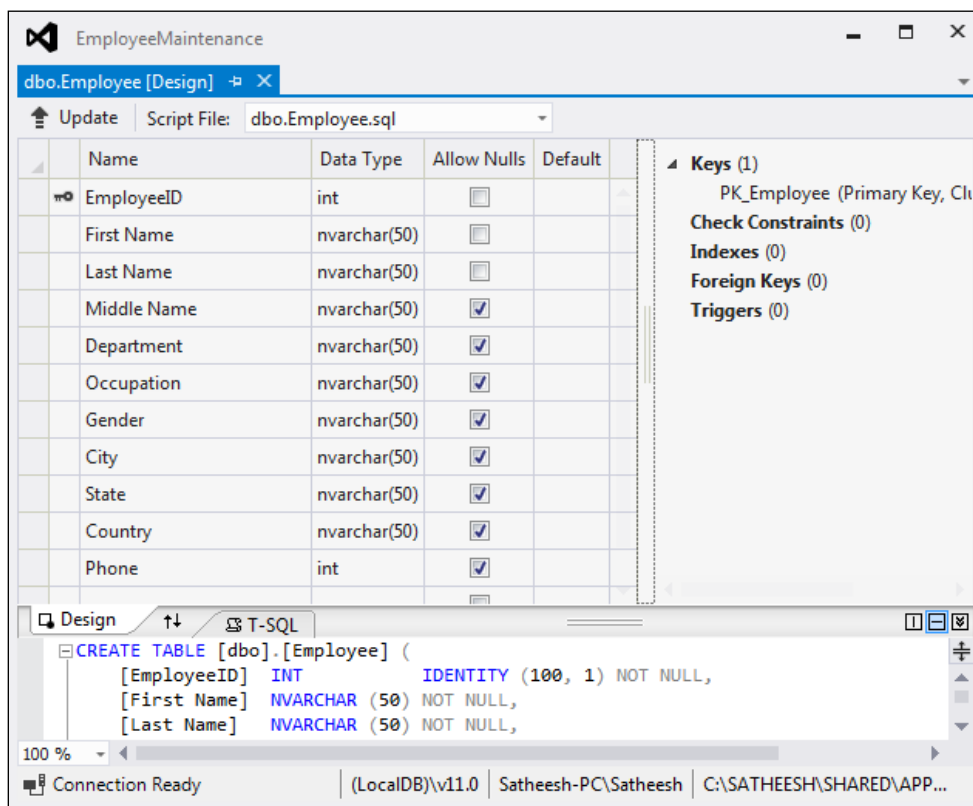 EmployeeMaintenance
dbo.Employee [Design]
Update Script File: dbo.Employee.sql
Name Data Type Allow Nulls Default
EmployeeID int
First Name nvarchar(50)
Last Name nvarchar(50)
Middle Name nvarchar(50)
Department nvarchar(50)
Occupation nvarchar(50)
Gender nvarchar(50)
City nvarchar(50)
State nvarchar(50)
Country nvarchar(50)
Phone int
Keys (1)
PK_Employee (Primary Key, Clu
Check Constraints (0)
Indexes (0)
Foreign Keys (0)
Triggers (0)
Design T-SQL
CREATE TABLE [dbo].[Employee] (
[EmployeeID] INT IDENTITY (100, 1) NOT NULL,
[First Name] NVARCHAR (50) NOT NULL,
[Last Name] NVARCHAR (50) NOT NULL,
100 %
Connection Ready (LocalDB)\v11.0 Satheesh-PC\Satheesh C:\SATHEESH\SHARED\APP...